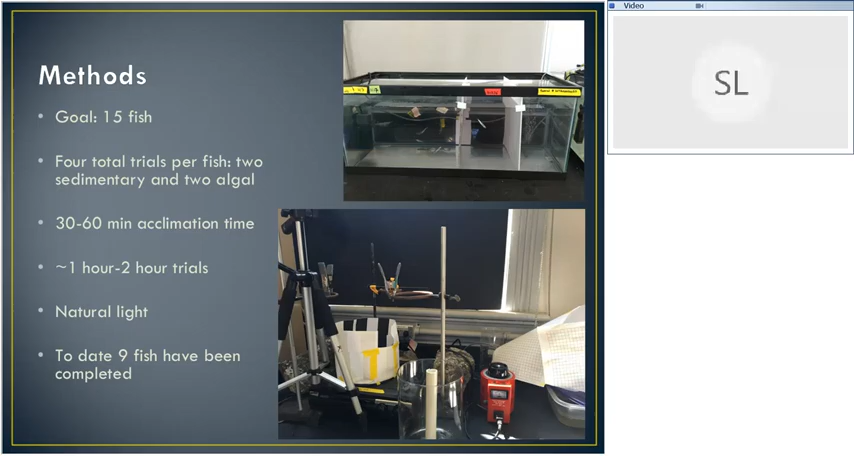 Methods
• Goal: 15 fish
• Four total trials per fish: two
sedimentary and two algal
• 30-60 min acclimation time
• ~1 hour-2 hour trials
• Natural light
• To date 9 fish have been
completed
Video
SL